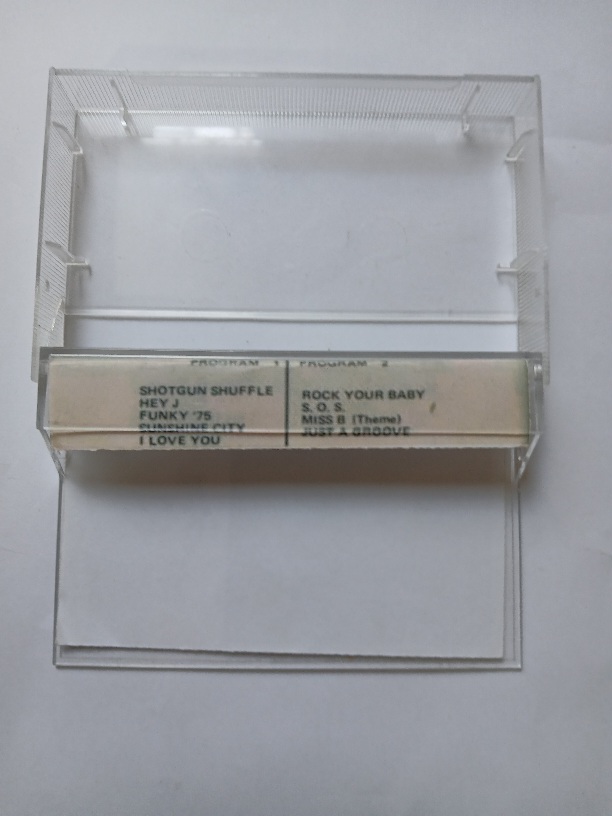 PROGRAM 1
SHOTGUN SHUFFLE
HEY J
FUNKY '75
SUNSHINE CITY
I LOVE YOU
PROGRAM 2
ROCK YOUR BABY
S.O.S.
MISS B (Theme)
JUST A GROOVE